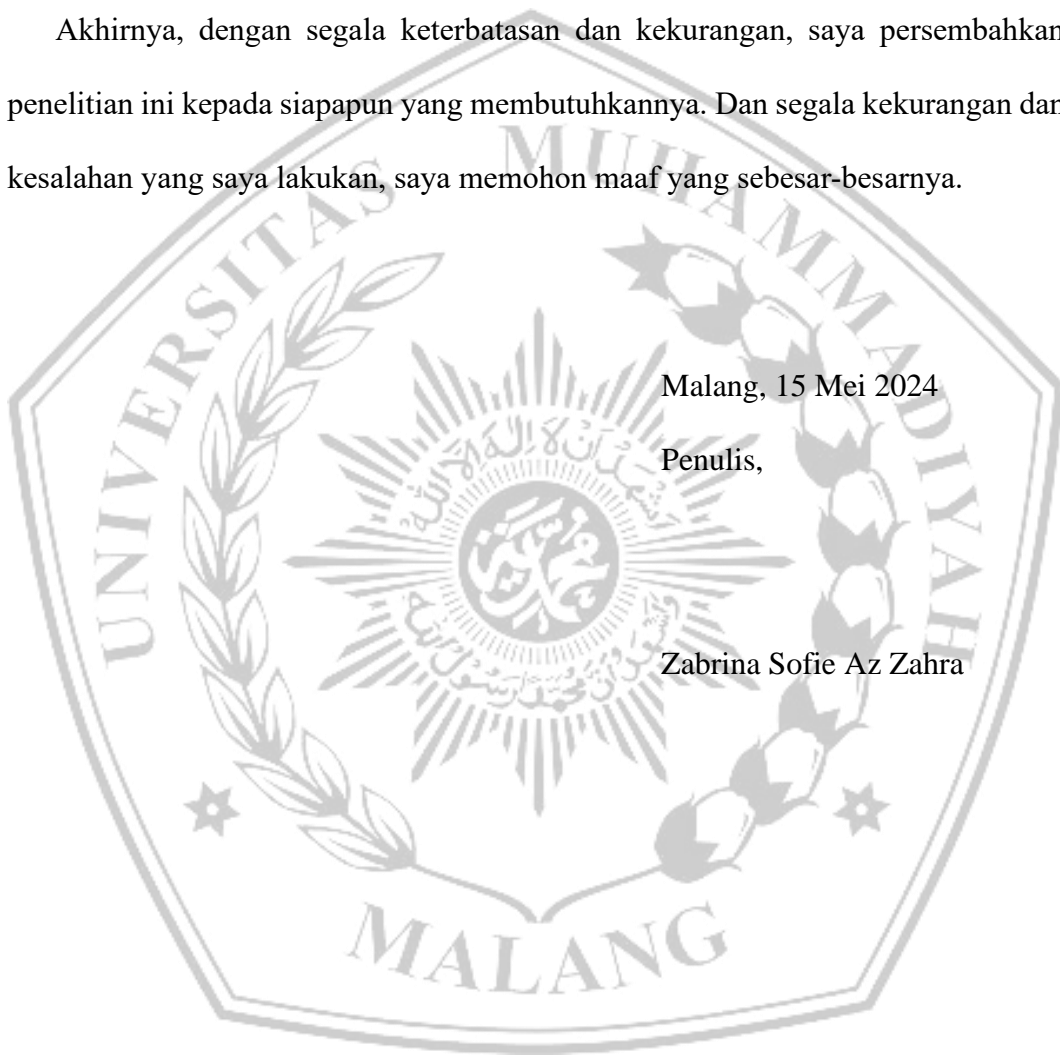 Akhirnya, dengan segala keterbatasan dan kekurangan, saya persembahkan
penelitian ini kepada siapapun yang membutuhkannya. Dan segala kekurangan dan
kesalahan yang saya lakukan, saya memohon maaf yang sebesar-besarnya.
UNIVERSITAS MUHAMMADIYAH
Malang, 15 Mei 2024
Penulis,
Zabrina Sofie Az Zahra
MALANG